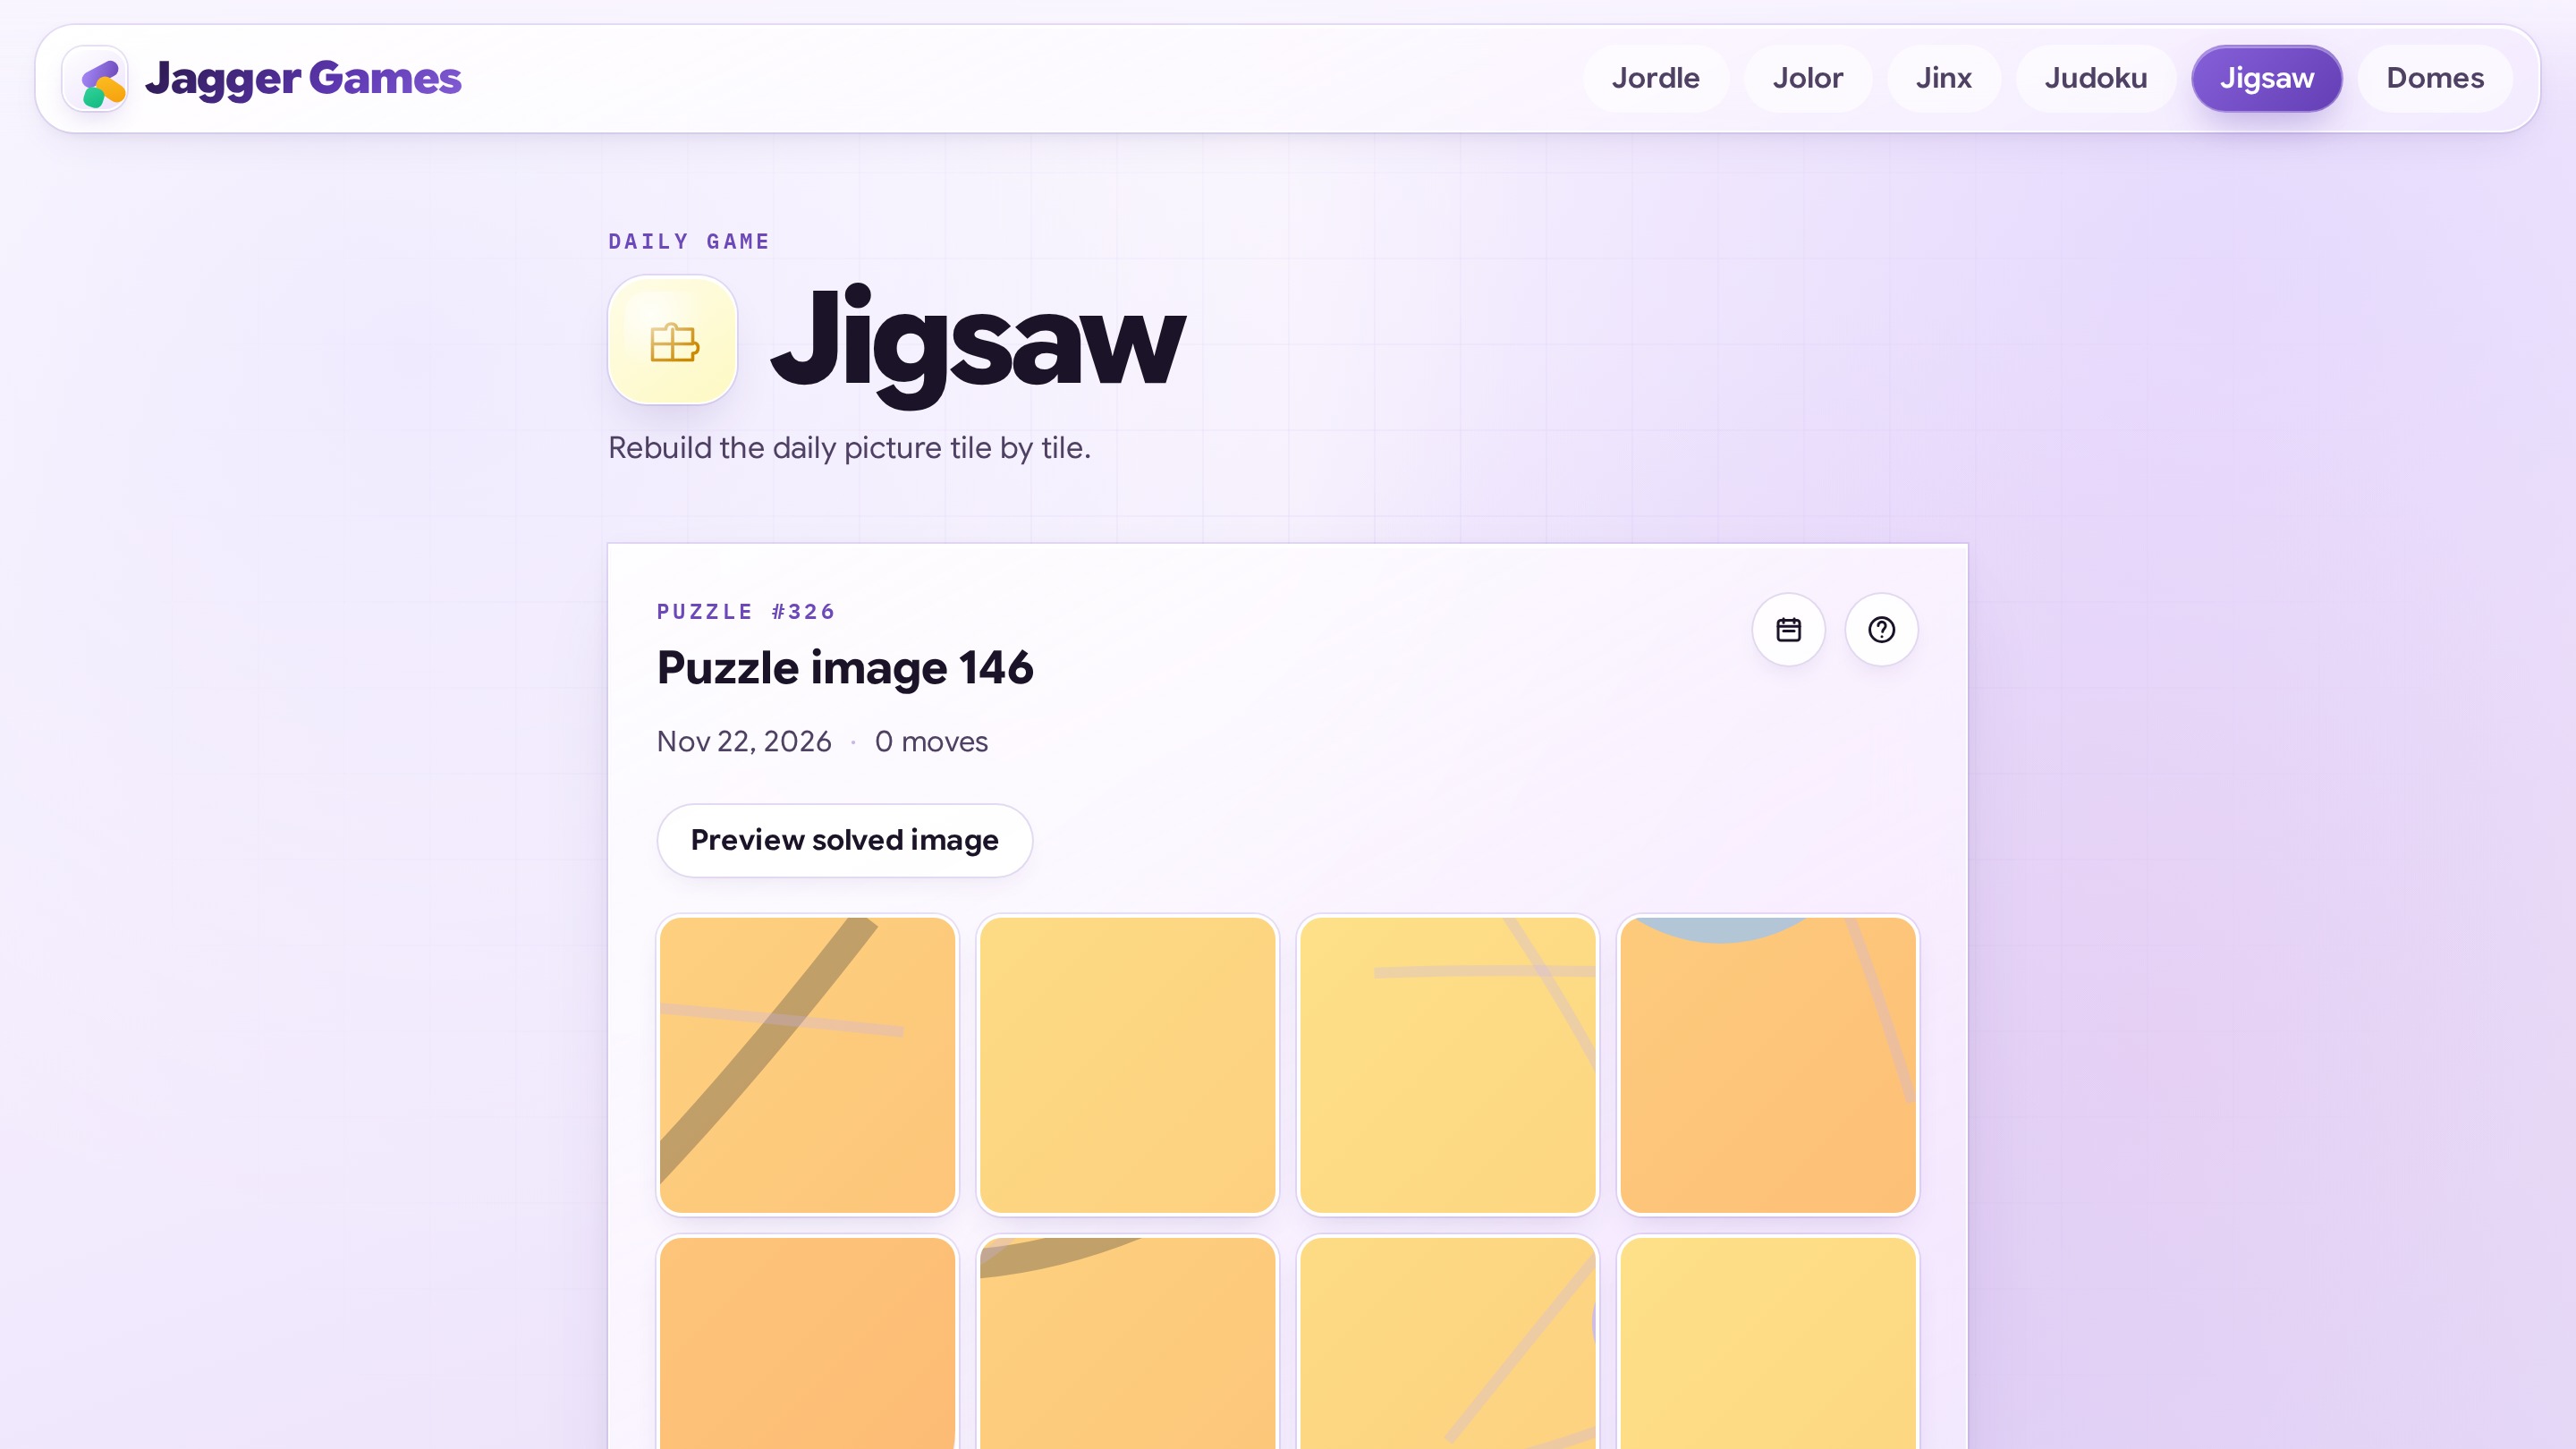 Jagger Games
Jordle
Jolor
Jinx
Judoku
Jigsaw
Domes
DAILY GAME
Jigsaw
Rebuild the daily picture tile by tile.
PUZZLE #326
Puzzle image 146
Nov 22, 2026 · 0 moves
Preview solved image